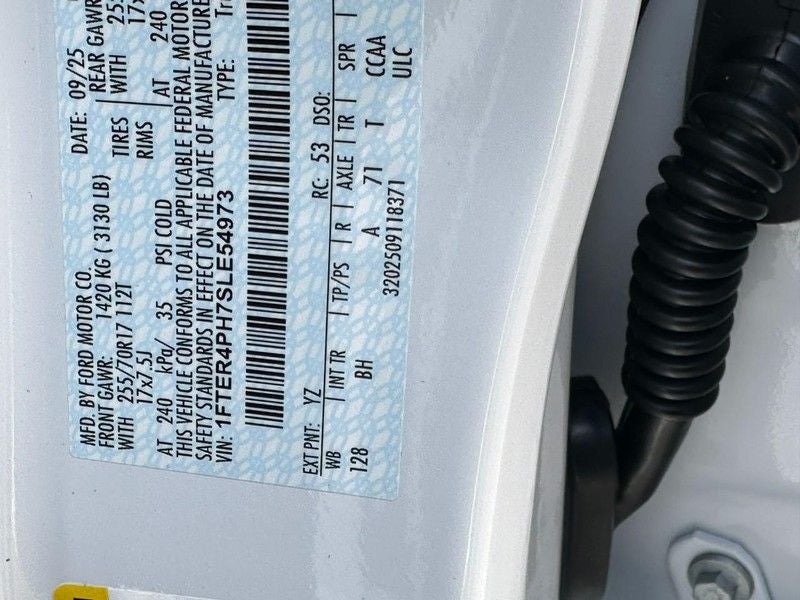 MFD. BY FORD MOTOR CO. DATE: 09/25
FRONT GAWR: 1420 KG ( 3130 LB) REAR GAWR
WITH 255/70R17 112T TIRES WITH 255
17x7.5J RIMS 17x
AT 240 kPa/ 35 PSI COLD AT 240
THIS VEHICLE CONFORMS TO ALL APPLICABLE FEDERAL MOTOR
SAFETY STANDARDS IN EFFECT ON THE DATE OF MANUFACTURE
VIN: 1FTER4PH7SLE54973 TYPE:
EXT PNT: YZ RC: 53 DSO:
WB INT TR TP/PS R AXLE TR SPR
128 BH A 71 T CCAA
3202509118371 ULC